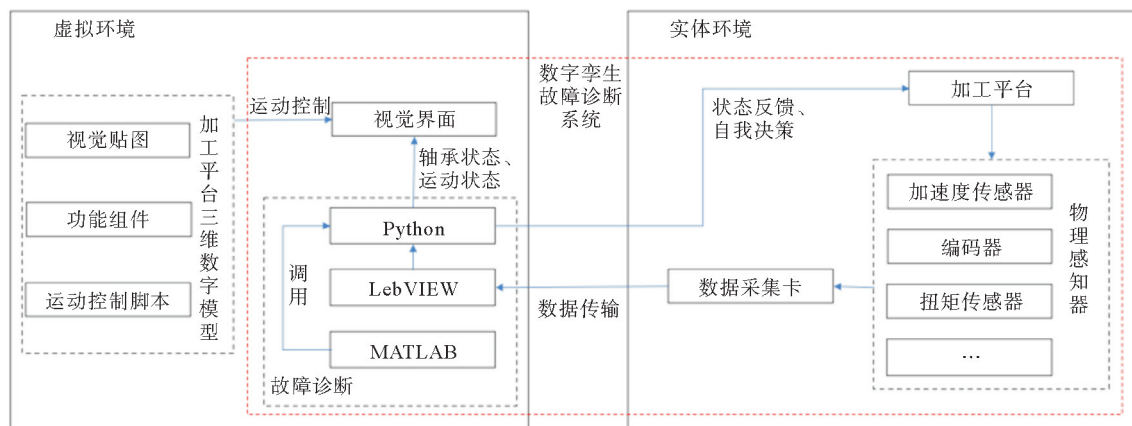 虚拟环境
实体环境
数字孪生
故障诊断
系统
运动控制
视觉界面
加工平台
状态反馈、
自我决策
视觉贴图
功能组件
运动控制脚本
加工平台三维数字模型
轴承状态、
运动状态
Python
LebVIEW
MATLAB
调用
故障诊断
数据传输
数据采集卡
加速度传感器
编码器
扭矩传感器
…
物理感知器